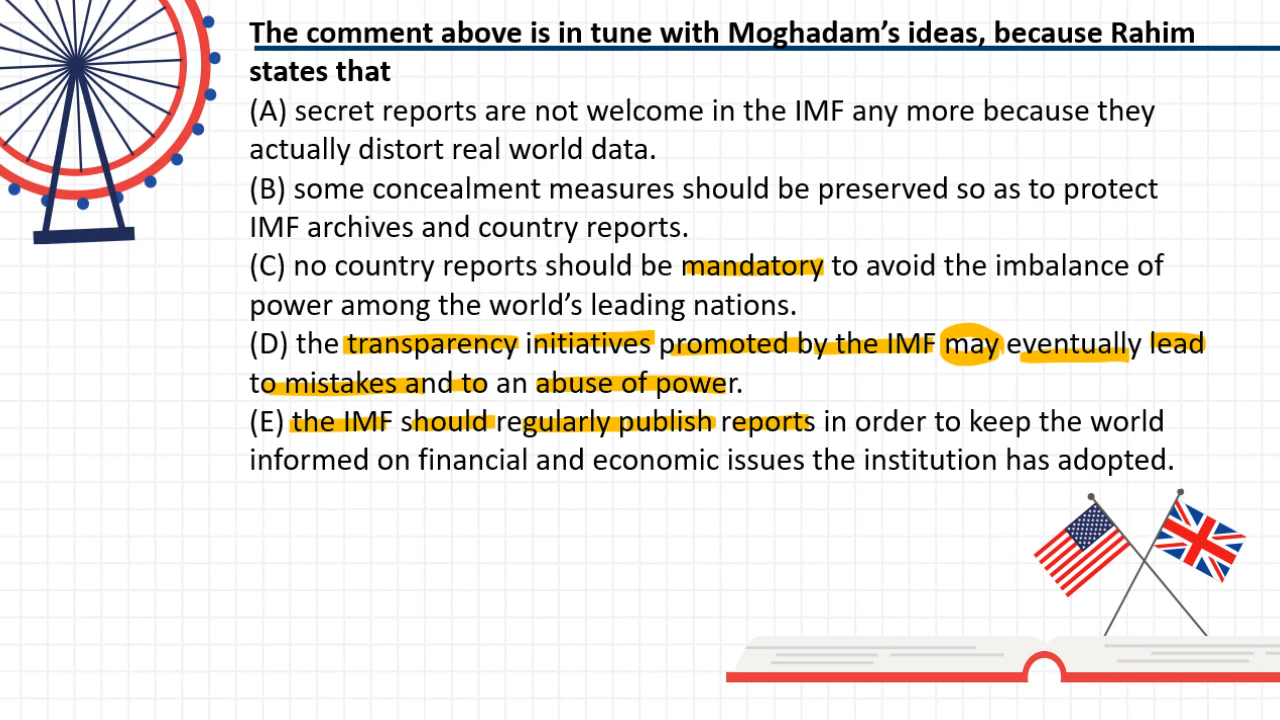 The comment above is in tune with Moghadam’s ideas, because Rahim
states that
(A) secret reports are not welcome in the IMF any more because they
actually distort real world data.
(B) some concealment measures should be preserved so as to protect
IMF archives and country reports.
(C) no country reports should be mandatory to avoid the imbalance of
power among the world’s leading nations.
(D) the transparency initiatives promoted by the IMF may eventually lead
to mistakes and to an abuse of power.
(E) the IMF should regularly publish reports in order to keep the world
informed on financial and economic issues the institution has adopted.